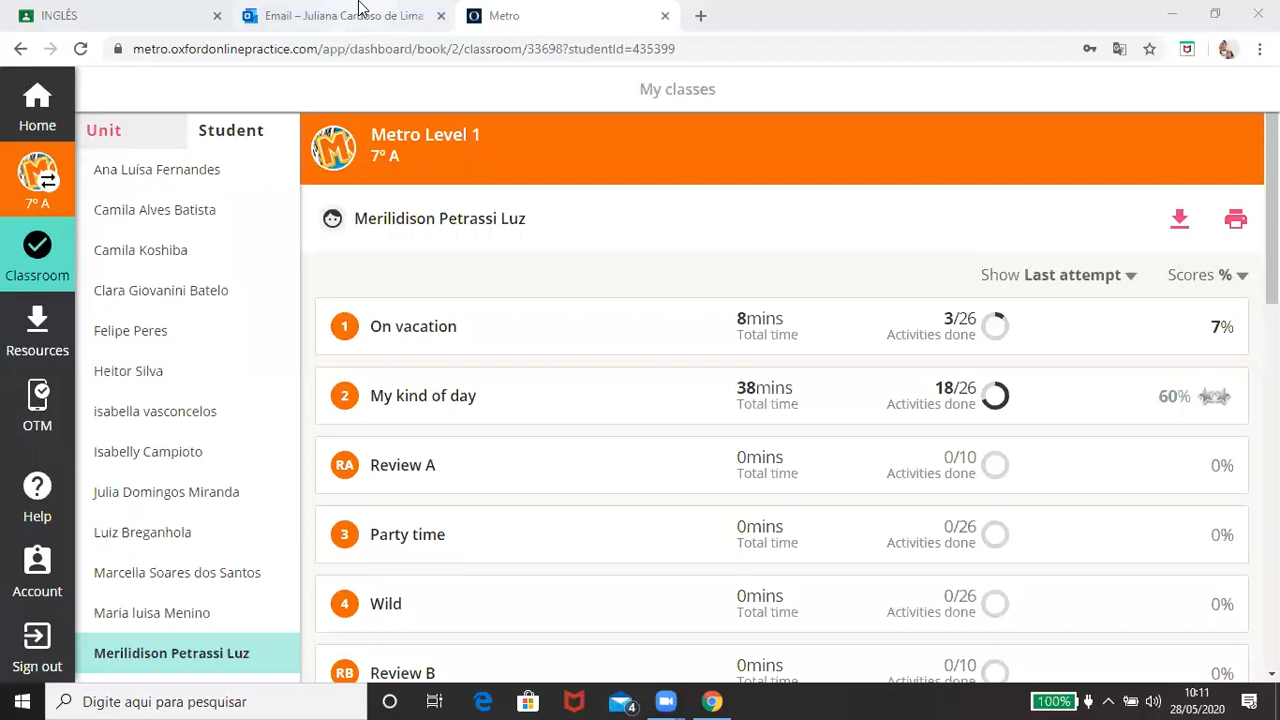 INGLÊS
Email – Juliana Cardoso de Lima
Metro
metro.oxfordonlinepractice.com/app/dashboard/book/2/classroom/33698?studentId=435399
My classes
Home
7º A
Classroom
Resources
OTM
Help
Account
Sign out
Unit
Student
Ana Luísa Fernandes
Camila Alves Batista
Camila Koshiba
Clara Giovanini Batelo
Felipe Peres
Heitor Silva
isabella vasconcelos
Isabelly Campioto
Julia Domingos Miranda
Luiz Breganhola
Marcella Soares dos Santos
Maria luisa Menino
Merilidison Petrassi Luz
Metro Level 1
7º A
Merilidison Petrassi Luz
Show Last attempt
Scores %
1 On vacation 8mins 3/26 7%
Total time Activities done
2 My kind of day 38mins 18/26 60%
Total time Activities done
RA Review A 0mins 0/10 0%
Total time Activities done
3 Party time 0mins 0/26 0%
Total time Activities done
4 Wild 0mins 0/26 0%
Total time Activities done
RB Review B 0mins 0/10 0%
Total time Activities done
Digite aqui para pesquisar
4
100%
10:11
28/05/2020